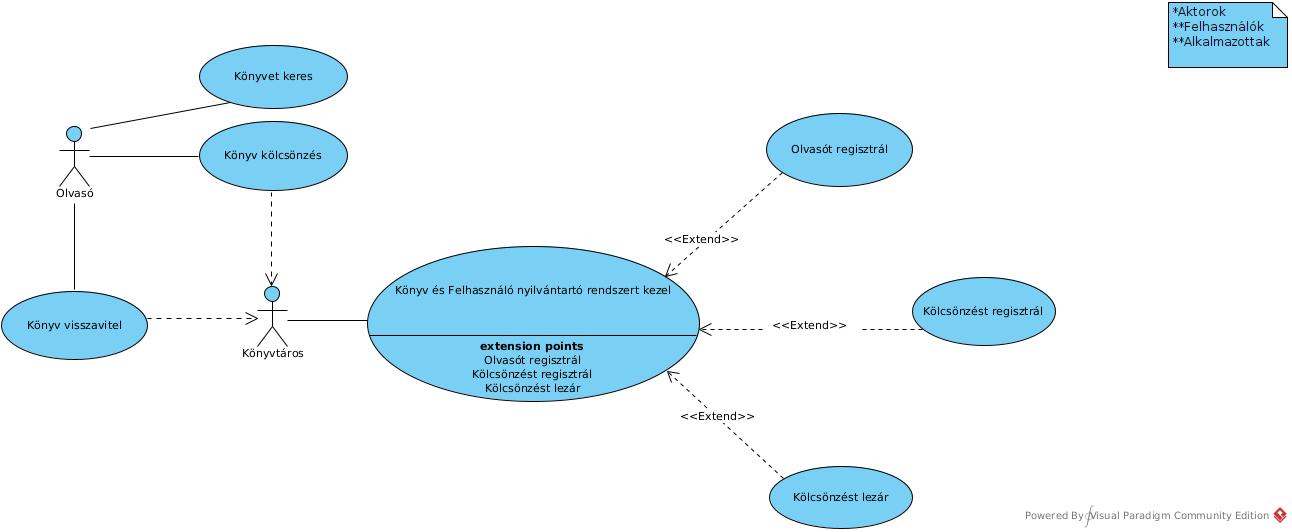 *Aktorok
**Felhasználók
**Alkalmazottak
Könyvet keres
Könyv kölcsönzés
Olvasó
Olvasót regisztrál
<<Extend>>
Könyv és Felhasználó nyilvántartó rendszert kezel
Kölcsönzést regisztrál
<<Extend>>
Könyv visszavitel
Könyvtáros
extension points
Olvasót regisztrál
Kölcsönzést regisztrál
Kölcsönzést lezár
<<Extend>>
Kölcsönzést lezár
Powered By Visual Paradigm Community Edition